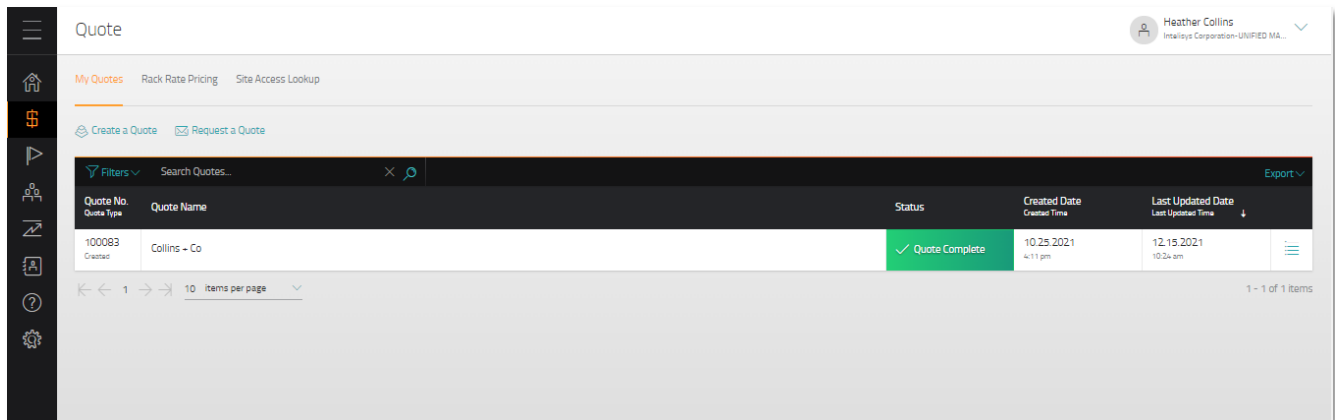 Quote
Heather Collins
Intelisys Corporation-UNIFIED MA...
My Quotes Rack Rate Pricing Site Access Lookup
Create a Quote Request a Quote
Filters Search Quotes... Export
Quote No. Quote Name Status Created Date Last Updated Date
Quote Type Created Time Last Updated Time
100083 Collins + Co Quote Complete 10.25.2021 12.15.2021
Created 4:11 pm 10:24 am
1 10 items per page 1 - 1 of 1 items